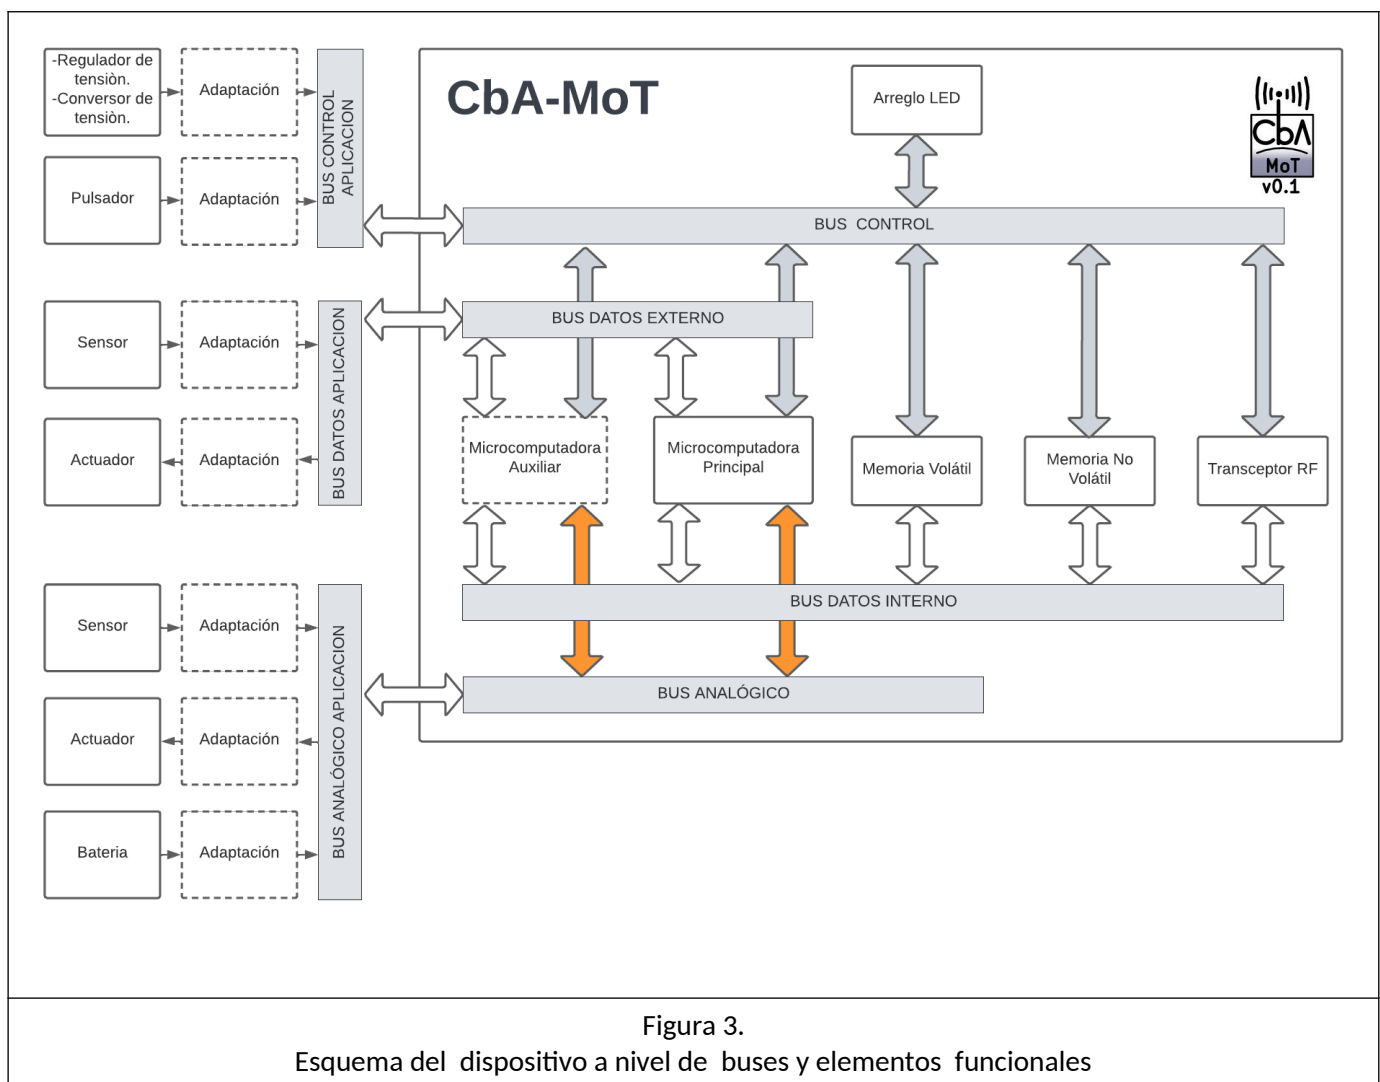 -Regulador de
tensiòn.
-Conversor de
tensiòn.
Adaptación
BUS CONTROL
APLICACION
Pulsador
Adaptación
CbA-MoT
Arreglo LED
CbA
MoT
v0.1
BUS CONTROL
Sensor
Adaptación
BUS DATOS APLICACION
Actuador
Adaptación
BUS DATOS EXTERNO
Microcomputadora
Auxiliar
Microcomputadora
Principal
Memoria Volátil
Memoria No
Volátil
Transceptor RF
BUS DATOS INTERNO
Sensor
Adaptación
BUS ANALÓGICO APLICACION
BUS ANALÓGICO
Actuador
Adaptación
Bateria
Adaptación
Figura 3.
Esquema del dispositivo a nivel de buses y elementos funcionales